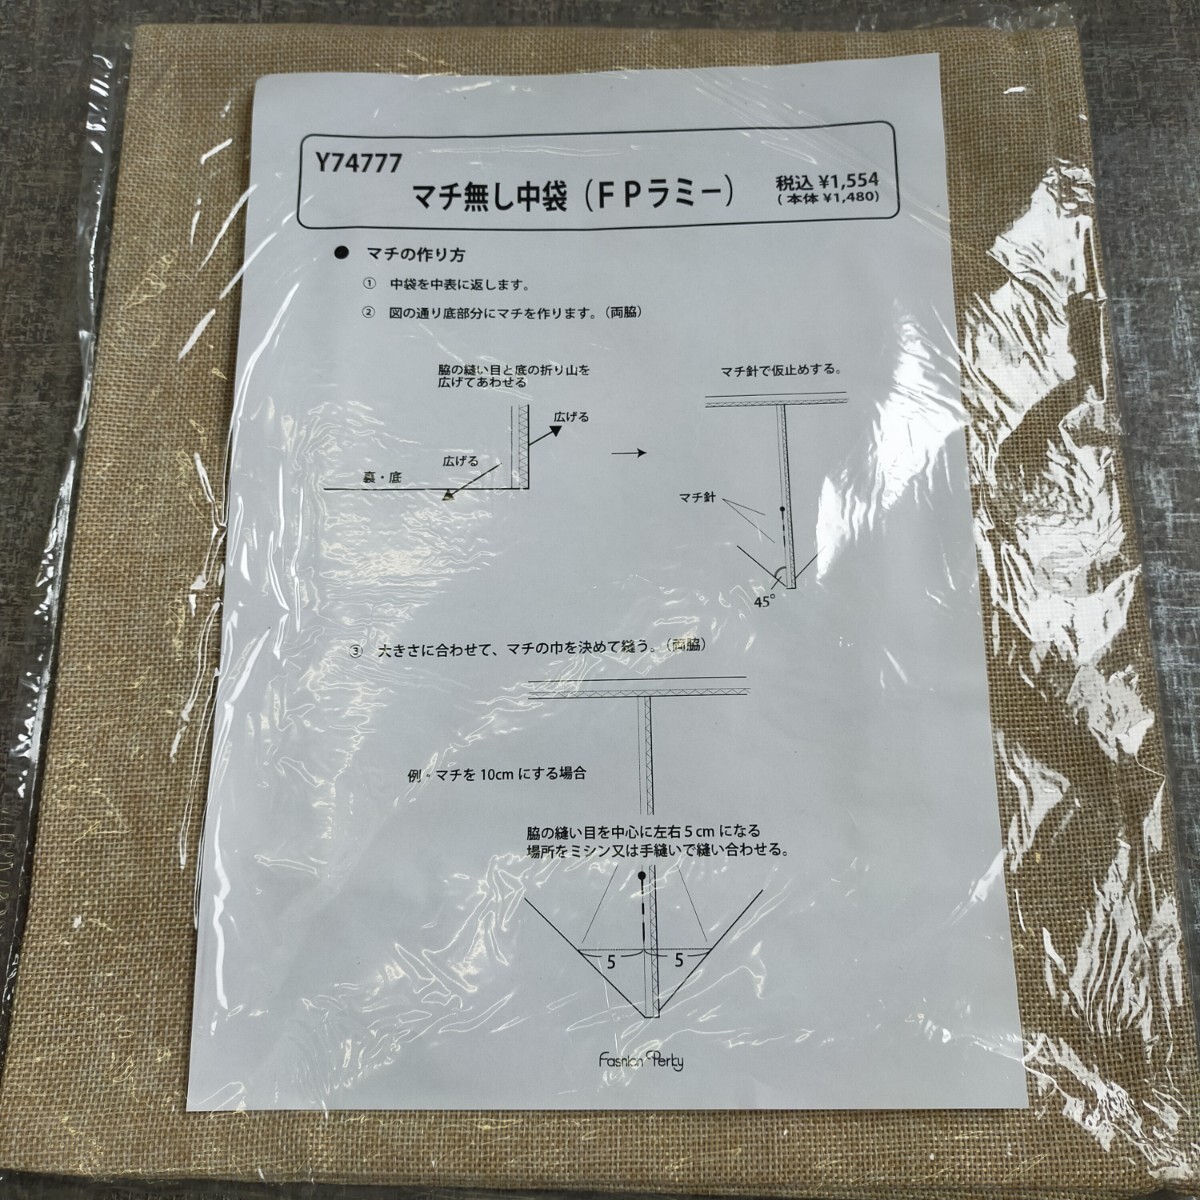 Y74777
マチ無し中袋（ＦＰラミー） 税込 ¥1,554
( 本体 ¥1,480)
● マチの作り方
① 中袋を中表に返します。
② 図の通り底部分にマチを作ります。（両脇）
脇の縫い目と底の折り山を
広げてあわせる
広げる
広げる
裏・底
マチ針で仮止めする。
マチ針
45°
③ 大きさに合わせて、マチの巾を決めて縫う。（両脇）
例・マチを 10cm にする場合
脇の縫い目を中心に左右 5 cm になる
場所をミシン又は手縫いで縫い合わせる。
5 5
Fashion Perky